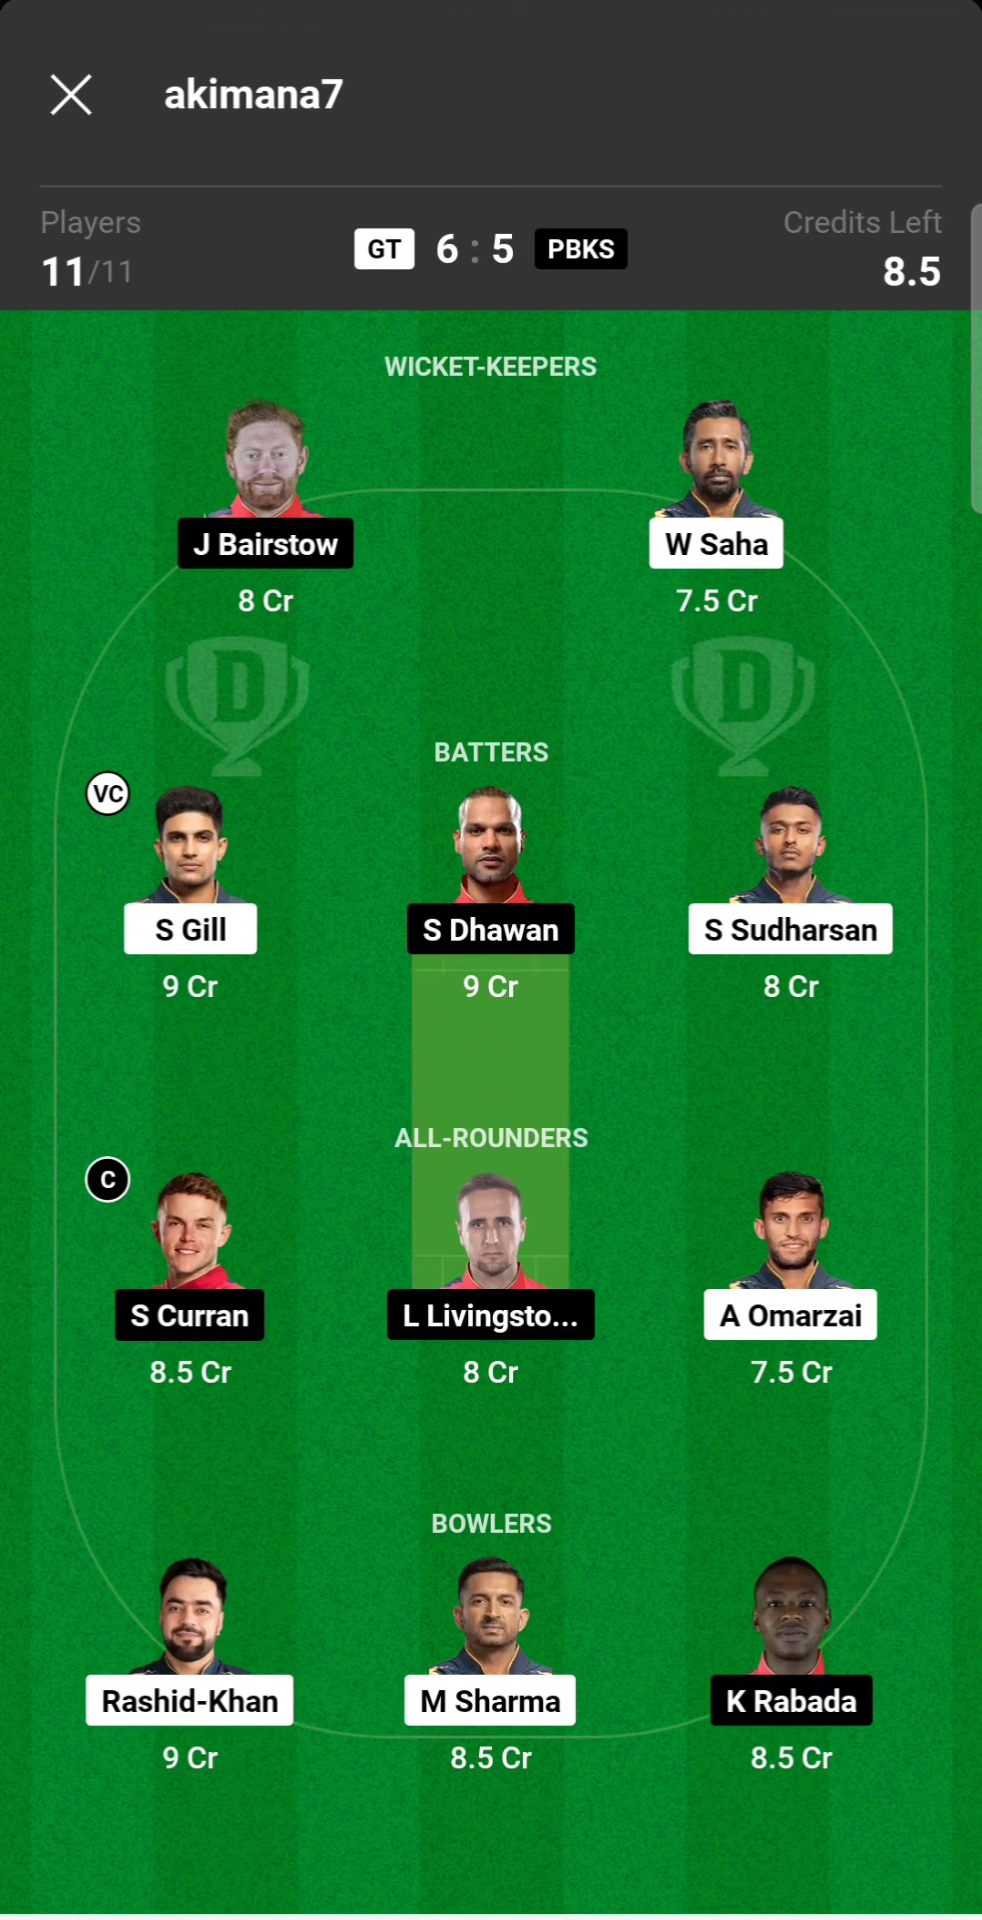 akimana7
Players
11/11
GT 6 : 5 PBKS
Credits Left
8.5
WICKET-KEEPERS
J Bairstow
8 Cr
W Saha
7.5 Cr
D
D
BATTERS
VC
S Gill
9 Cr
S Dhawan
9 Cr
S Sudharsan
8 Cr
ALL-ROUNDERS
C
S Curran
8.5 Cr
L Livingsto...
8 Cr
A Omarzai
7.5 Cr
BOWLERS
Rashid-Khan
9 Cr
M Sharma
8.5 Cr
K Rabada
8.5 Cr